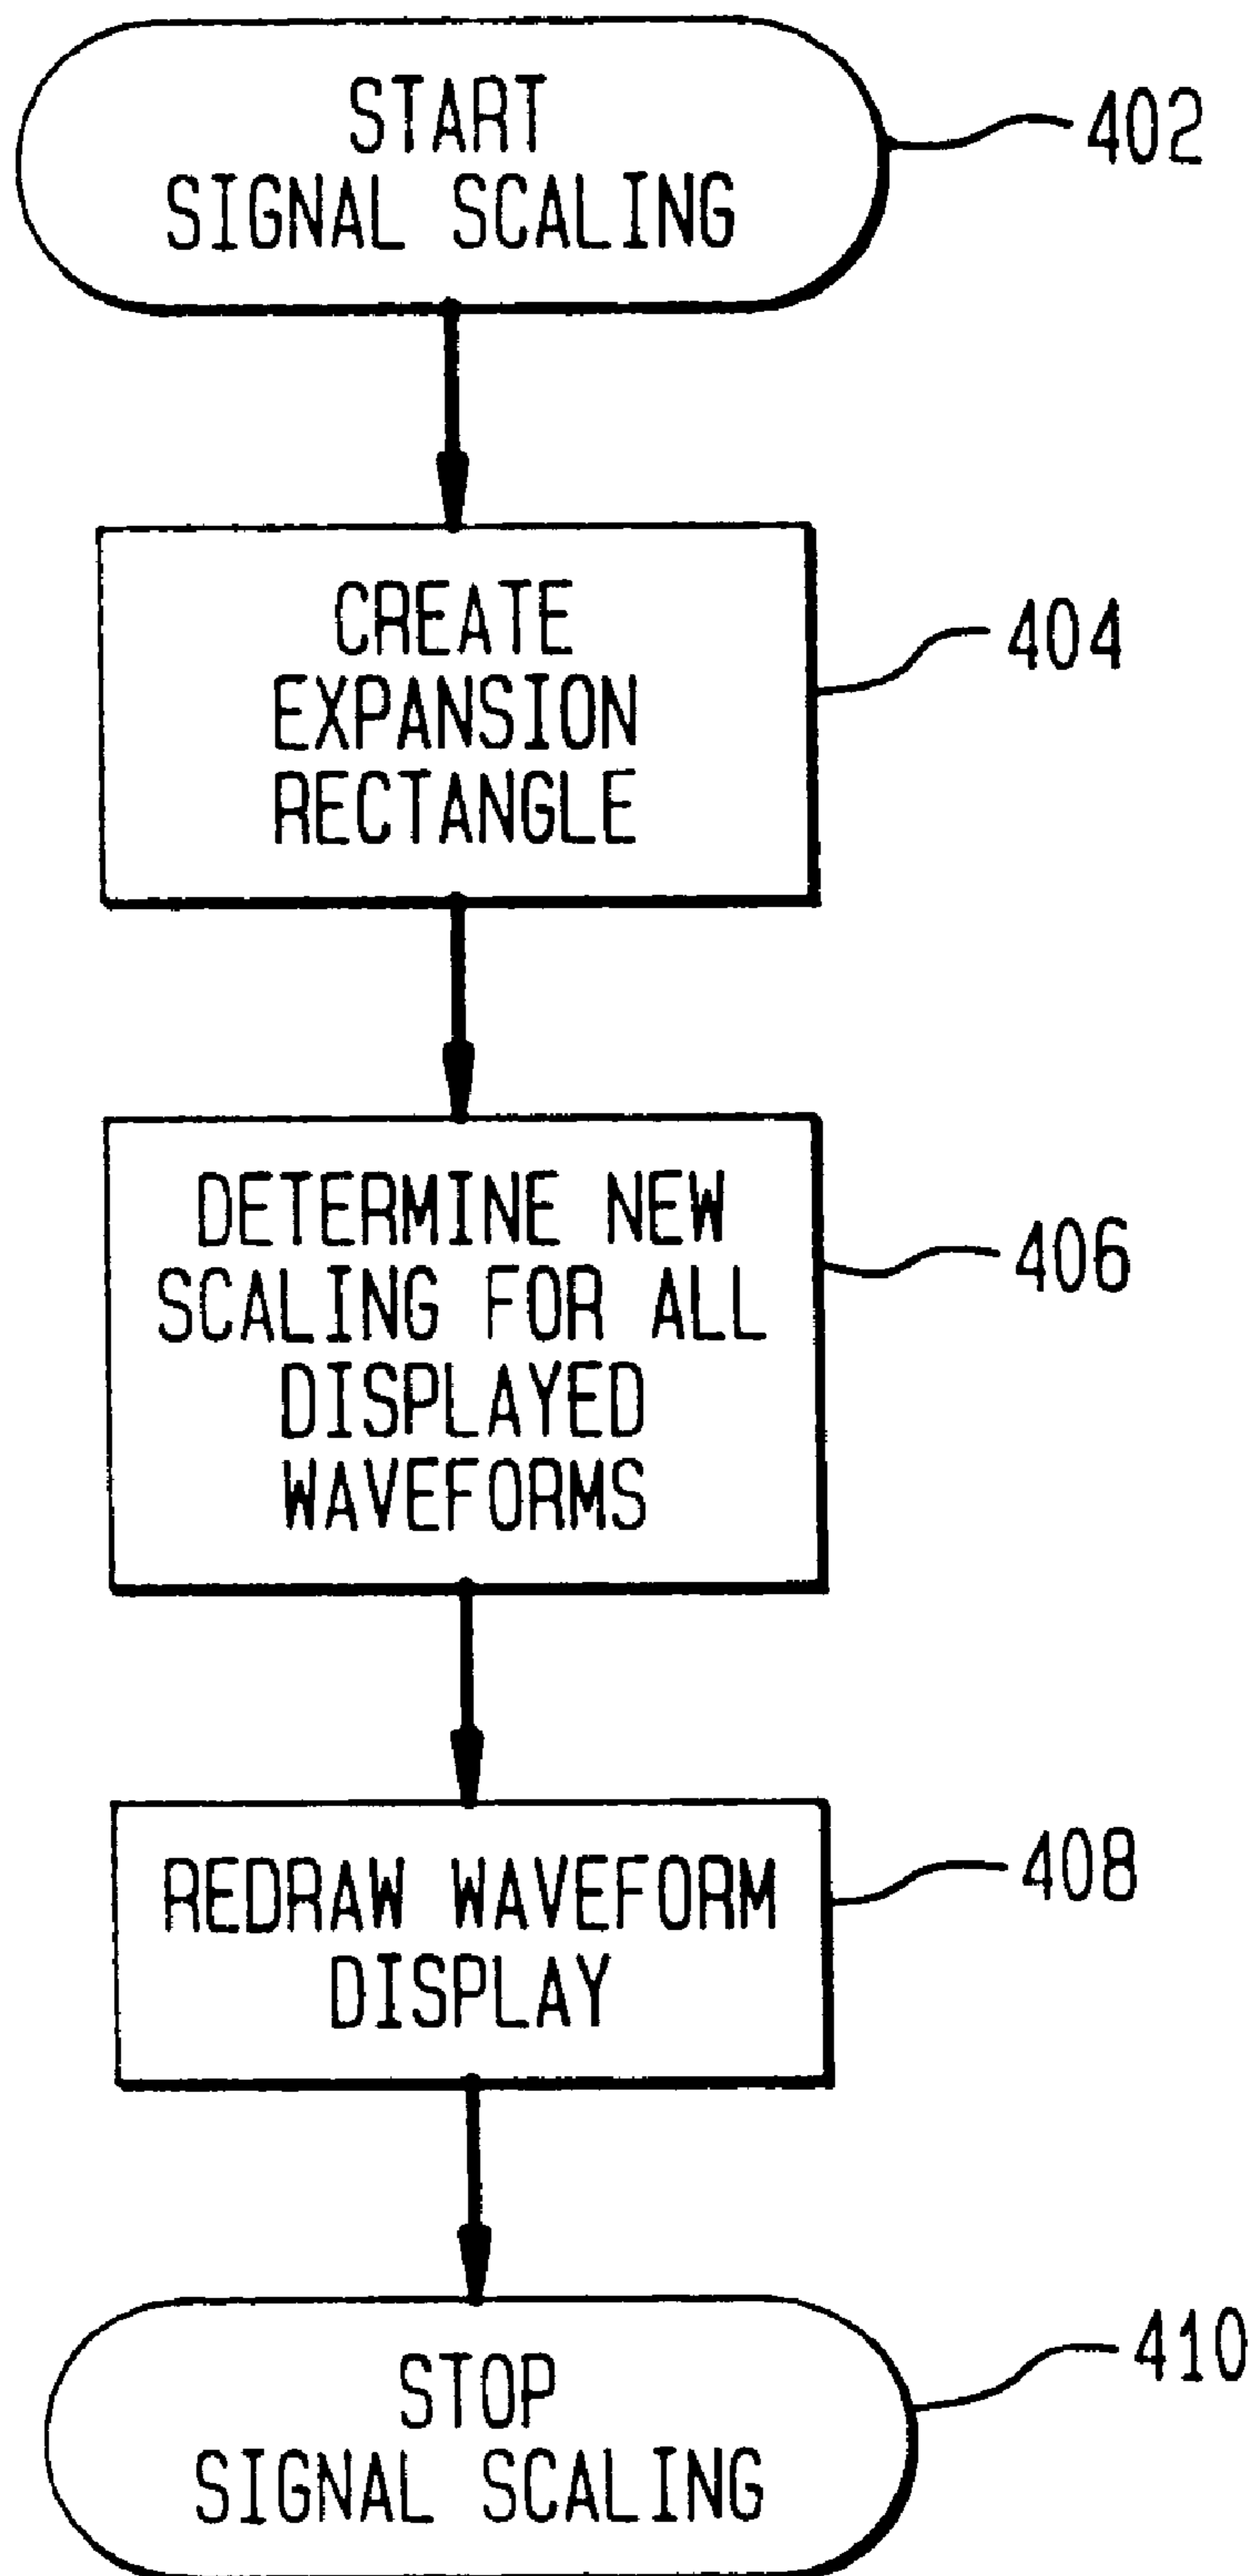 START
SIGNAL SCALING
402
CREATE
EXPANSION
RECTANGLE
404
DETERMINE NEW
SCALING FOR ALL
DISPLAYED
WAVEFORMS
406
REDRAW WAVEFORM
DISPLAY
408
STOP
SIGNAL SCALING
410